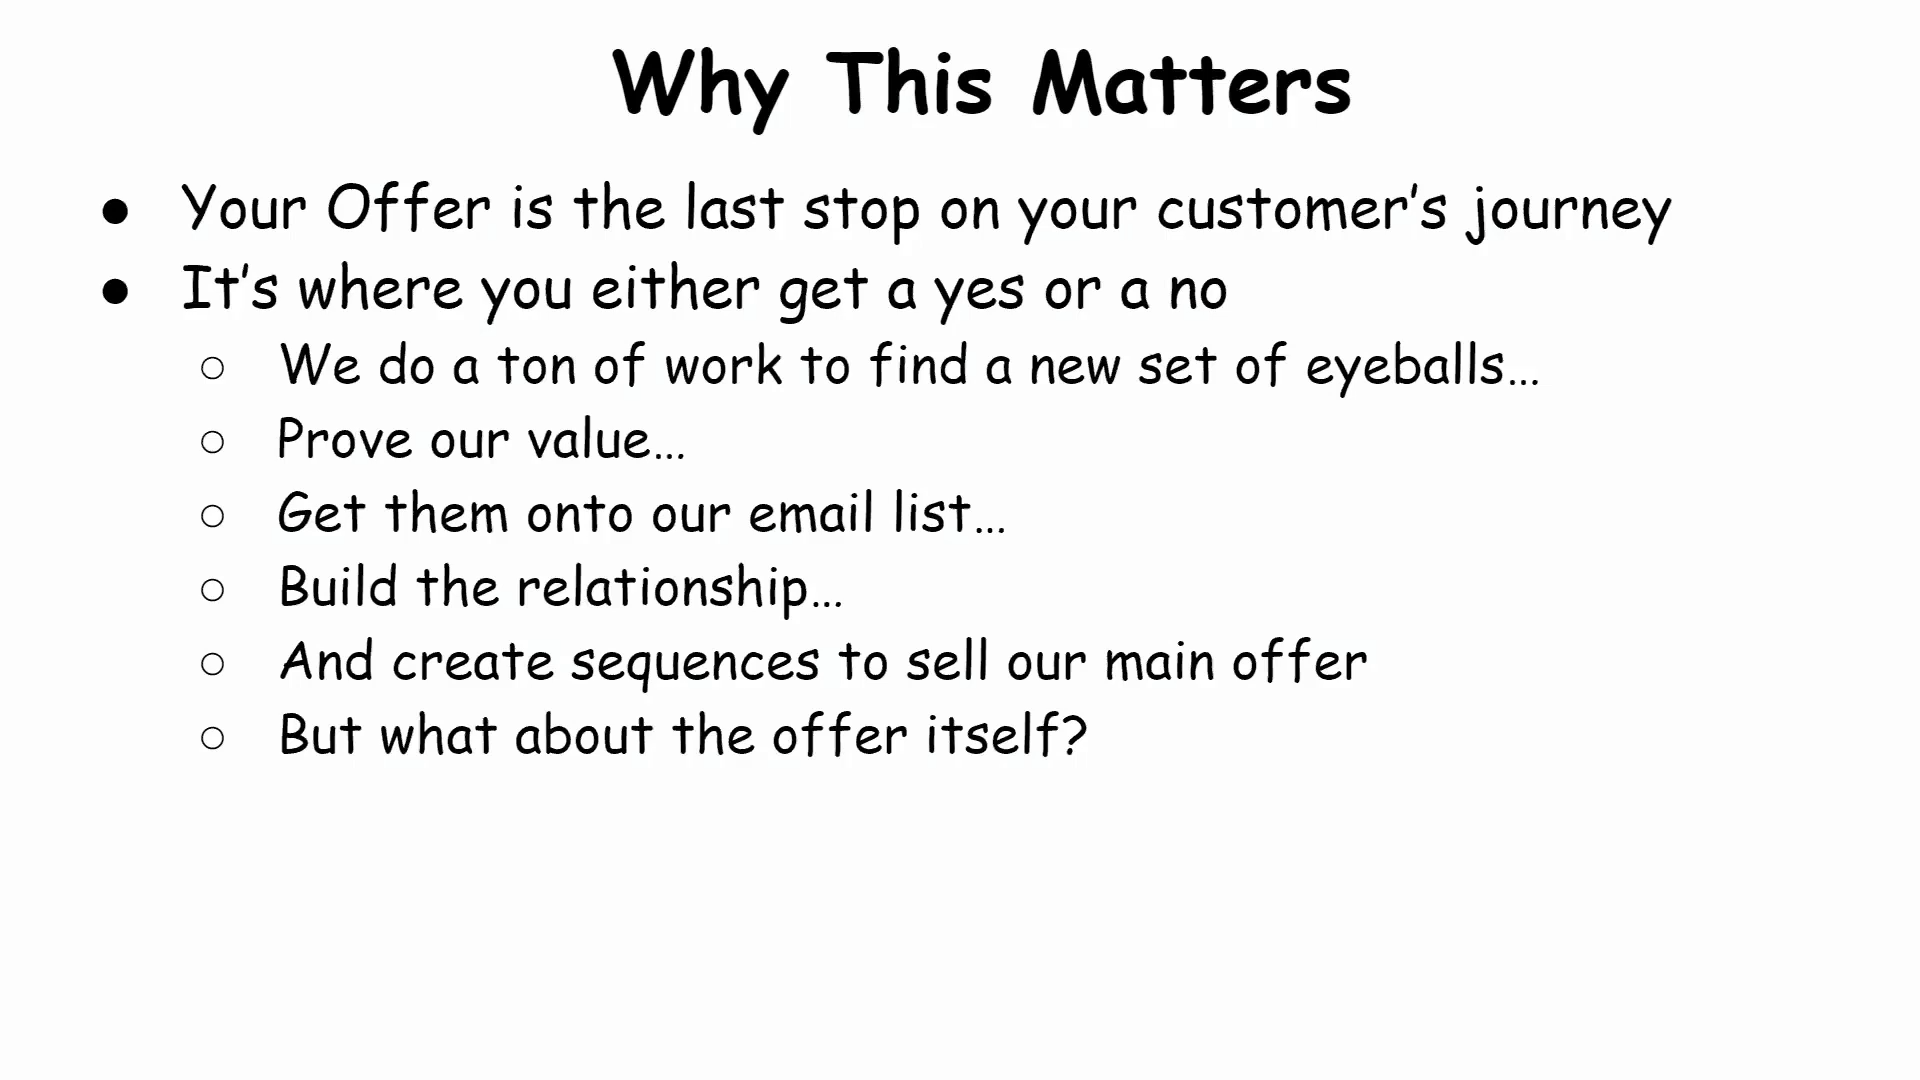 Why This Matters
● Your Offer is the last stop on your customer’s journey
● It’s where you either get a yes or a no
○ We do a ton of work to find a new set of eyeballs…
○ Prove our value…
○ Get them onto our email list…
○ Build the relationship…
○ And create sequences to sell our main offer
○ But what about the offer itself?